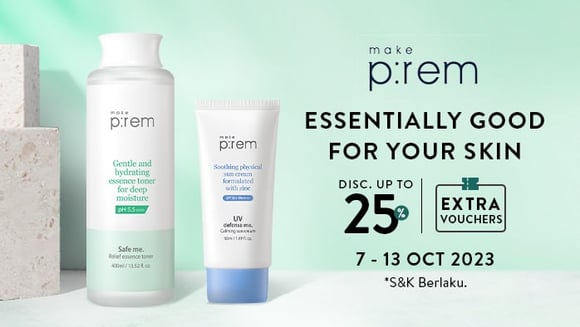 make
p:rem
Gentle and
hydrating
essence toner
for deep
moisture
pH 5.5
Safe me.
Relief essence toner
400ml / 13.52 fl.oz
make
p:rem
Soothing physical
sun cream
formulated
with zinc
UV
defense me.
Calming sun cream
make
p:rem
ESSENTIALLY GOOD
FOR YOUR SKIN
DISC. UP TO
25%
EXTRA
VOUCHERS
7 - 13 OCT 2023
*S&K Berlaku.